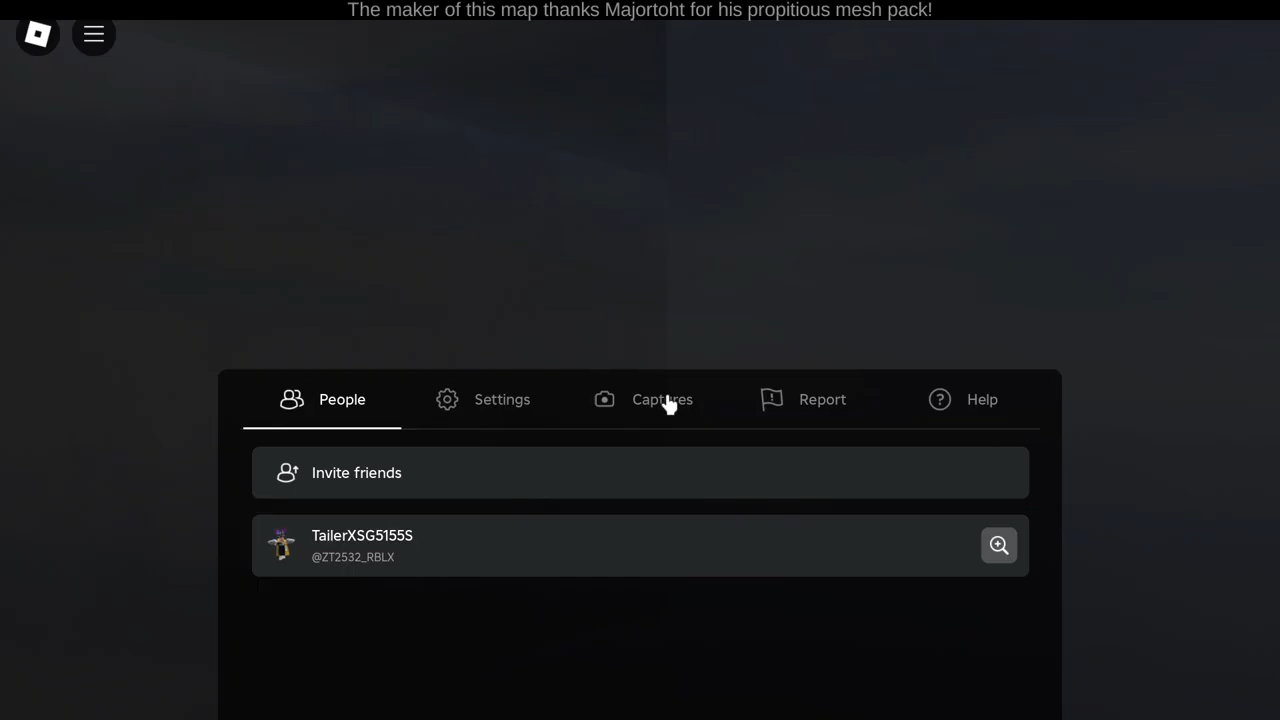 The maker of this map thanks Majortoht for his propitious mesh pack!
People Settings Captures Report Help
Invite friends
TailerXSG5155S
@ZT2532_RBLX